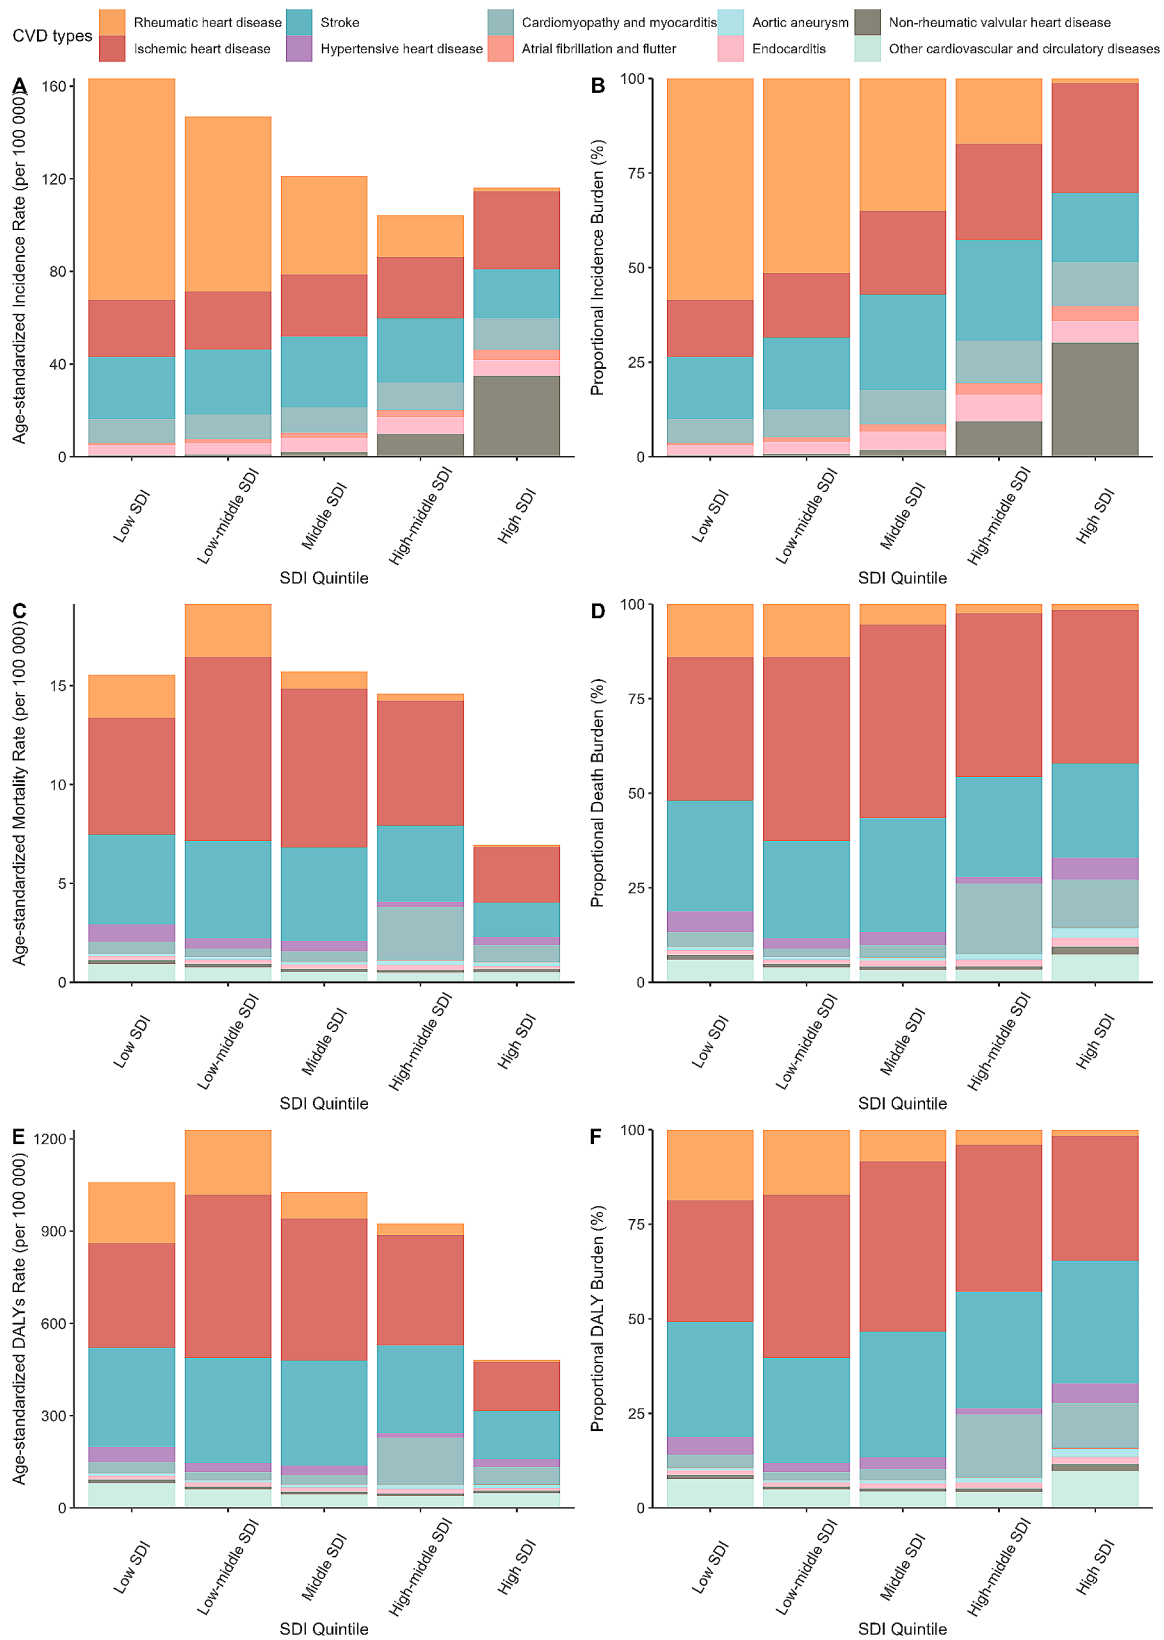 CVD types
Rheumatic heart disease
Stroke
Cardiomyopathy and myocarditis
Aortic aneurysm
Non-rheumatic valvular heart disease
Ischemic heart disease
Hypertensive heart disease
Atrial fibrillation and flutter
Endocarditis
Other cardiovascular and circulatory diseases
A
Age-standardized Incidence Rate (per 100 000)
160
120
80
40
0
Low SDI
Low-middle SDI
Middle SDI
High-middle SDI
High SDI
SDI Quintile
B
Proportional Incidence Burden (%)
100
75
50
25
0
Low SDI
Low-middle SDI
Middle SDI
High-middle SDI
High SDI
SDI Quintile
C
Age-standardized Mortality Rate (per 100 000)
15
10
5
0
Low SDI
Low-middle SDI
Middle SDI
High-middle SDI
High SDI
SDI Quintile
D
Proportional Death Burden (%)
100
75
50
25
0
Low SDI
Low-middle SDI
Middle SDI
High-middle SDI
High SDI
SDI Quintile
E
Age-standardized DALYs Rate (per 100 000)
1200
900
600
300
0
Low SDI
Low-middle SDI
Middle SDI
High-middle SDI
High SDI
SDI Quintile
F
Proportional DALY Burden (%)
100
75
50
25
0
Low SDI
Low-middle SDI
Middle SDI
High-middle SDI
High SDI
SDI Quintile